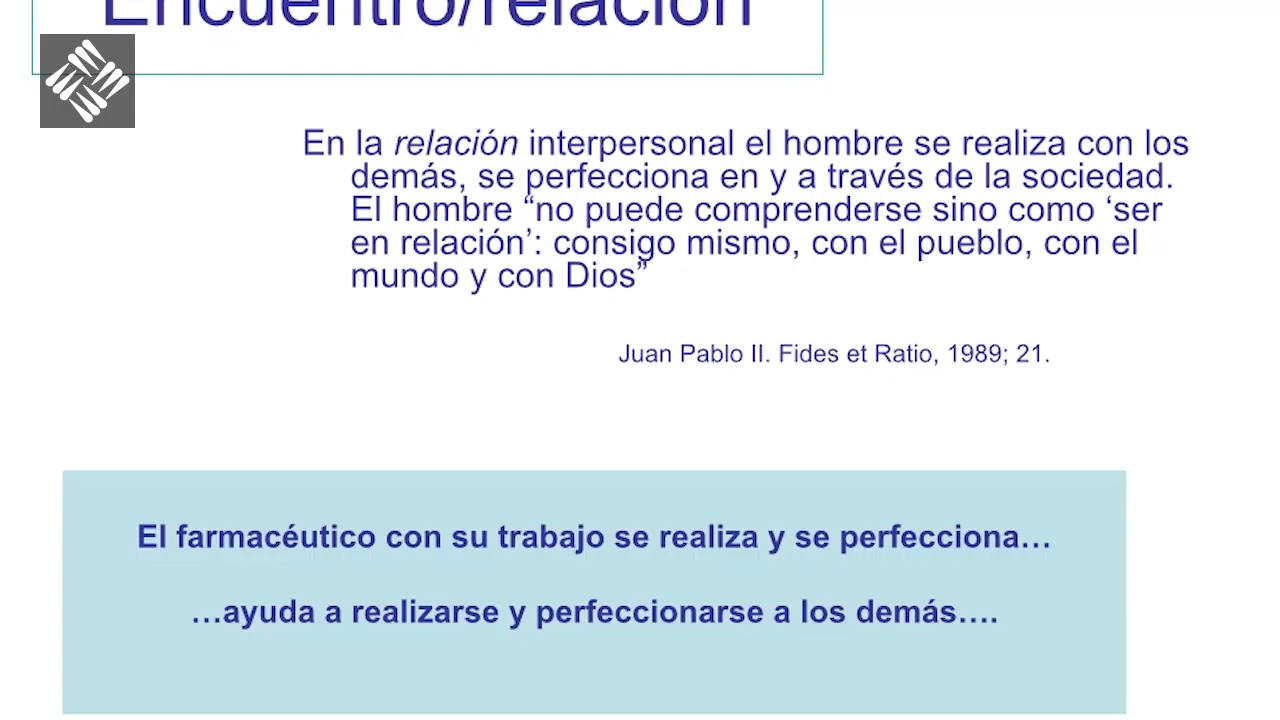 Encuentro/relación
En la relación interpersonal el hombre se realiza con los
demás, se perfecciona en y a través de la sociedad.
El hombre “no puede comprenderse sino como ‘ser
en relación’: consigo mismo, con el pueblo, con el
mundo y con Dios”
Juan Pablo II. Fides et Ratio, 1989; 21.
El farmacéutico con su trabajo se realiza y se perfecciona…
…ayuda a realizarse y perfeccionarse a los demás….